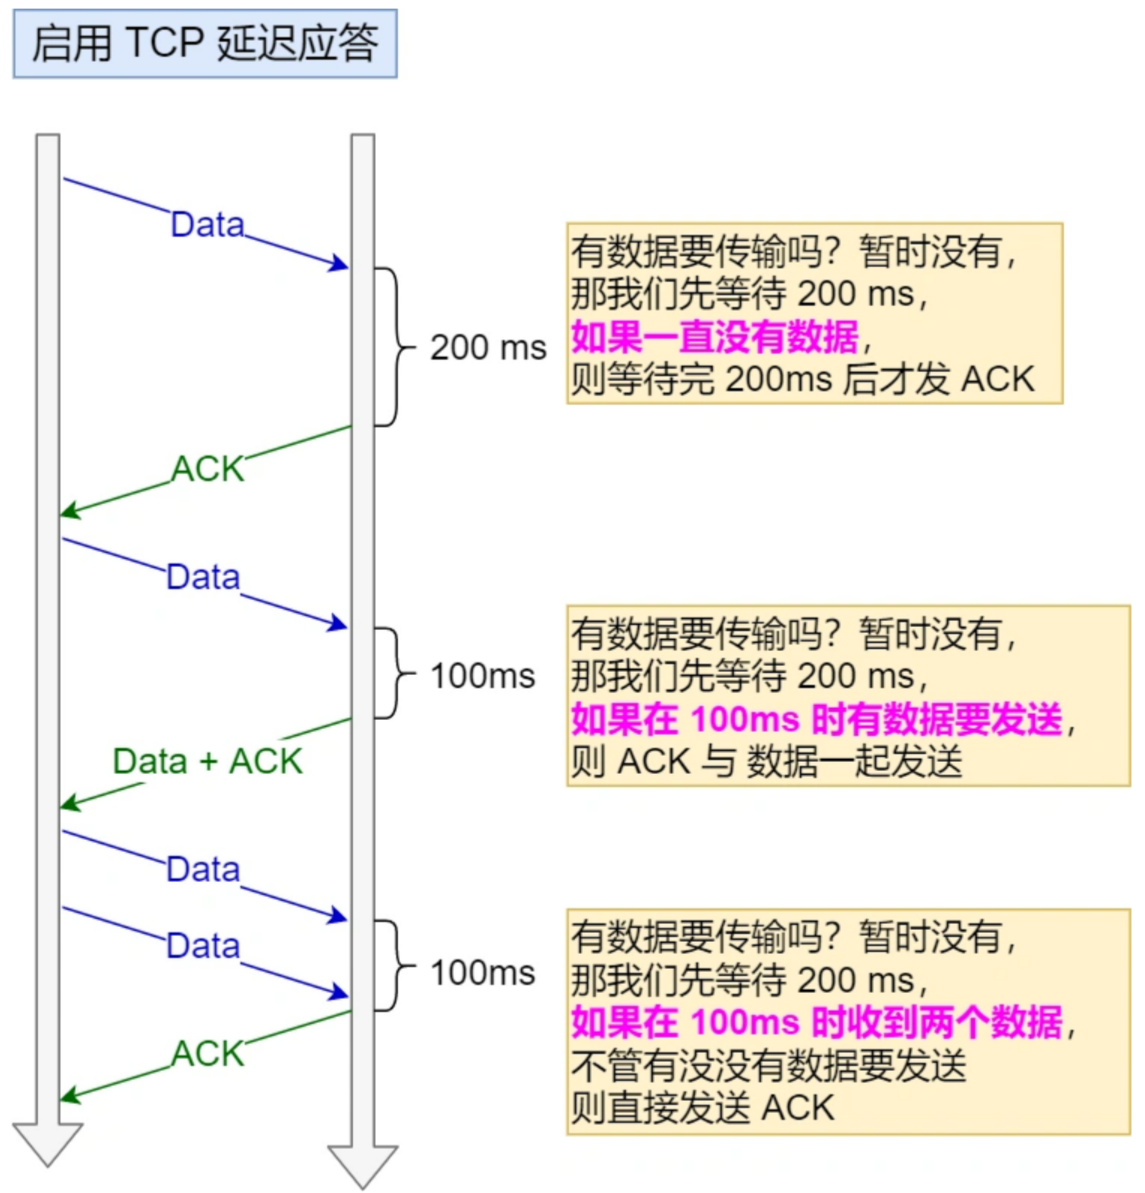 启用 TCP 延迟应答
Data
有数据要传输吗？暂时没有，
那我们先等待 200 ms，
如果一直没有数据，
则等待完 200ms 后才发 ACK
200 ms
ACK
Data
有数据要传输吗？暂时没有，
那我们先等待 200 ms，
如果在 100ms 时有数据要发送，
则 ACK 与 数据一起发送
100ms
Data + ACK
Data
Data
有数据要传输吗？暂时没有，
那我们先等待 200 ms，
如果在 100ms 时收到两个数据，
不管有没没有数据要发送
则直接发送 ACK
100ms
ACK